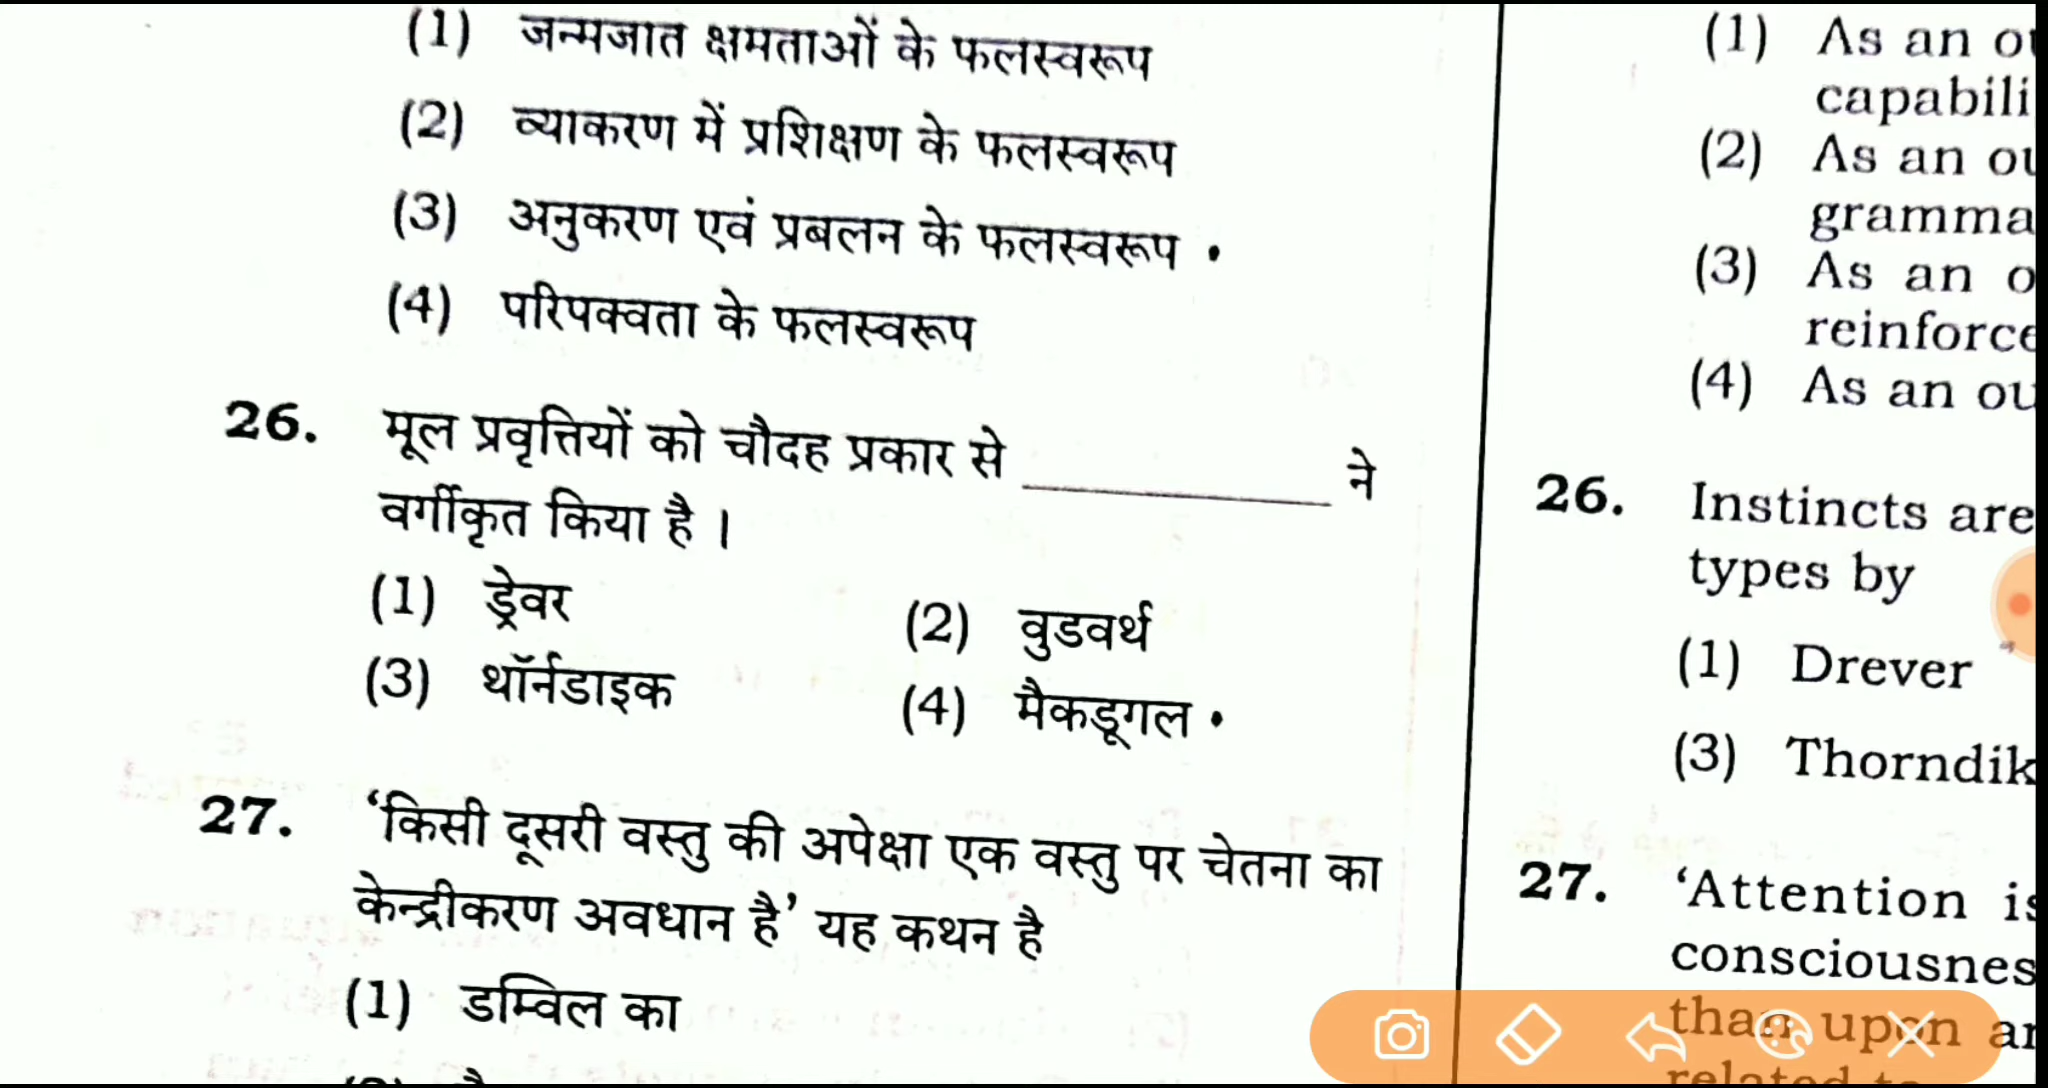 (1) जन्मजात क्षमताओं के फलस्वरूप
(2) व्याकरण में प्रशिक्षण के फलस्वरूप
(3) अनुकरण एवं प्रबलन के फलस्वरूप •
(4) परिपक्वता के फलस्वरूप
26. मूल प्रवृत्तियों को चौदह प्रकार से __________ ने
वर्गीकृत किया है ।
(1) ड्रेवर (2) वुडवर्थ
(3) थॉर्नडाइक (4) मैकडूगल •
27. ‘किसी दूसरी वस्तु की अपेक्षा एक वस्तु पर चेतना का
केन्द्रीकरण अवधान है’ यह कथन है
(1) डम्विल का
(1) As an
capabili
(2) As an
gramma
(3) As an
reinforce
(4) As an
26. Instincts are
types by
(1) Drever
(3) Thorndik
27. ‘Attention is
consciousnes
than upon